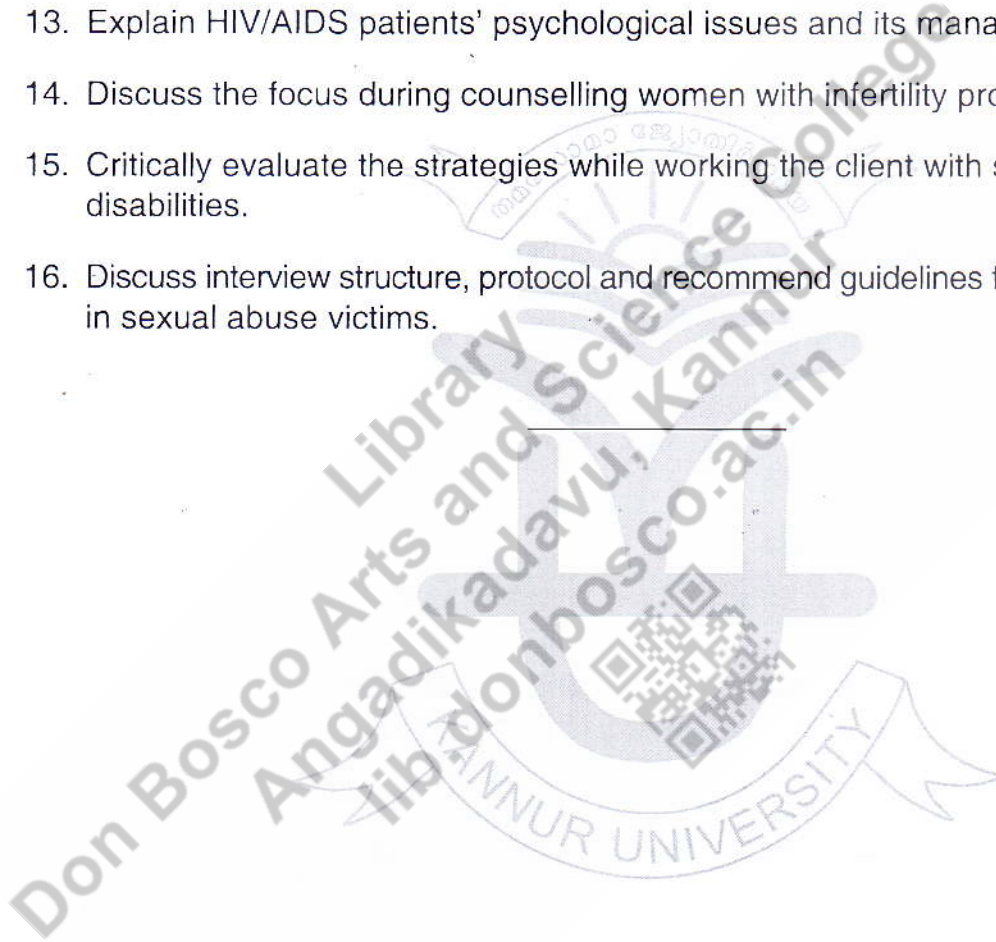 13. Explain HIV/AIDS patients' psychological issues and its mana
14. Discuss the focus during counselling women with infertility pro
15. Critically evaluate the strategies while working the client with s
disabilities.
16. Discuss interview structure, protocol and recommend guidelines f
in sexual abuse victims.
Library
Don Bosco Arts and Science College
Angadikadavu, Kannur
lib.donbosco.ac.in
KANNUR UNIVERSITY